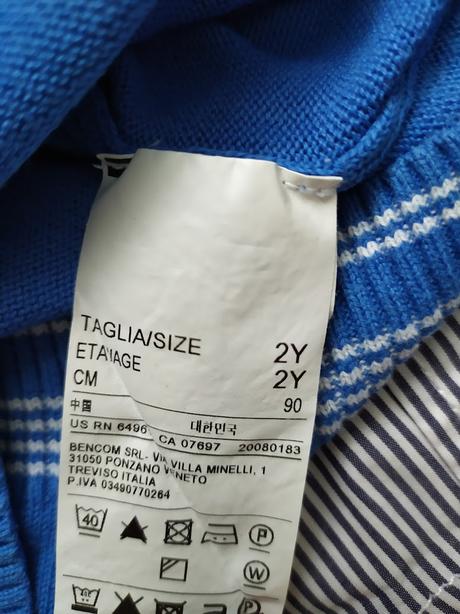 TAGLIA/SIZE 2Y
ETA'/AGE 2Y
CM 90
中国 대한민국
US RN 6496 CA 07697 20080183
BENCOM SRL- VIA VILLA MINELLI, 1
31050 PONZANO VENETO
TREVISO ITALIA
P.IVA 03490770264
40 P
W